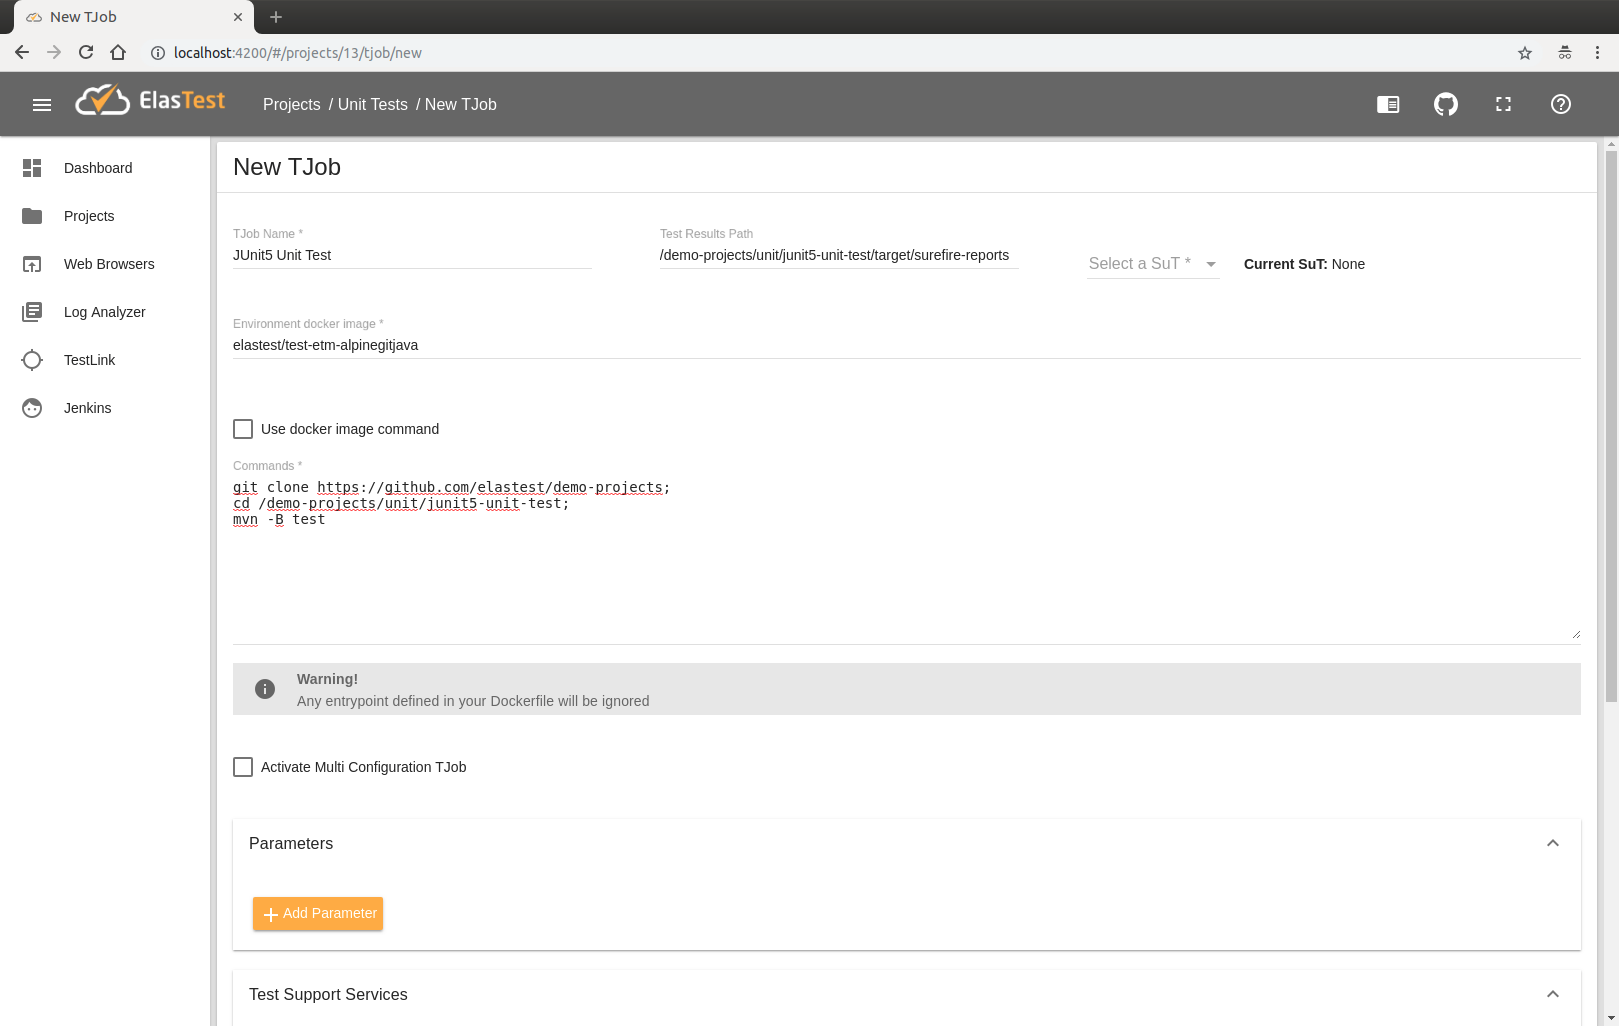 New TJob
localhost:4200/#/projects/13/tjob/new
ElasTest
Projects / Unit Tests / New TJob
Dashboard
Projects
Web Browsers
Log Analyzer
TestLink
Jenkins
New TJob
TJob Name *
JUnit5 Unit Test
Test Results Path
/demo-projects/unit/junit5-unit-test/target/surefire-reports
Select a SuT *
Current SuT: None
Environment docker image *
elastest/test-etm-alpinegitjava
Use docker image command
Commands *
git clone https://github.com/elastest/demo-projects;
cd /demo-projects/unit/junit5-unit-test;
mvn -B test
Warning!
Any entrypoint defined in your Dockerfile will be ignored
Activate Multi Configuration TJob
Parameters
Add Parameter
Test Support Services